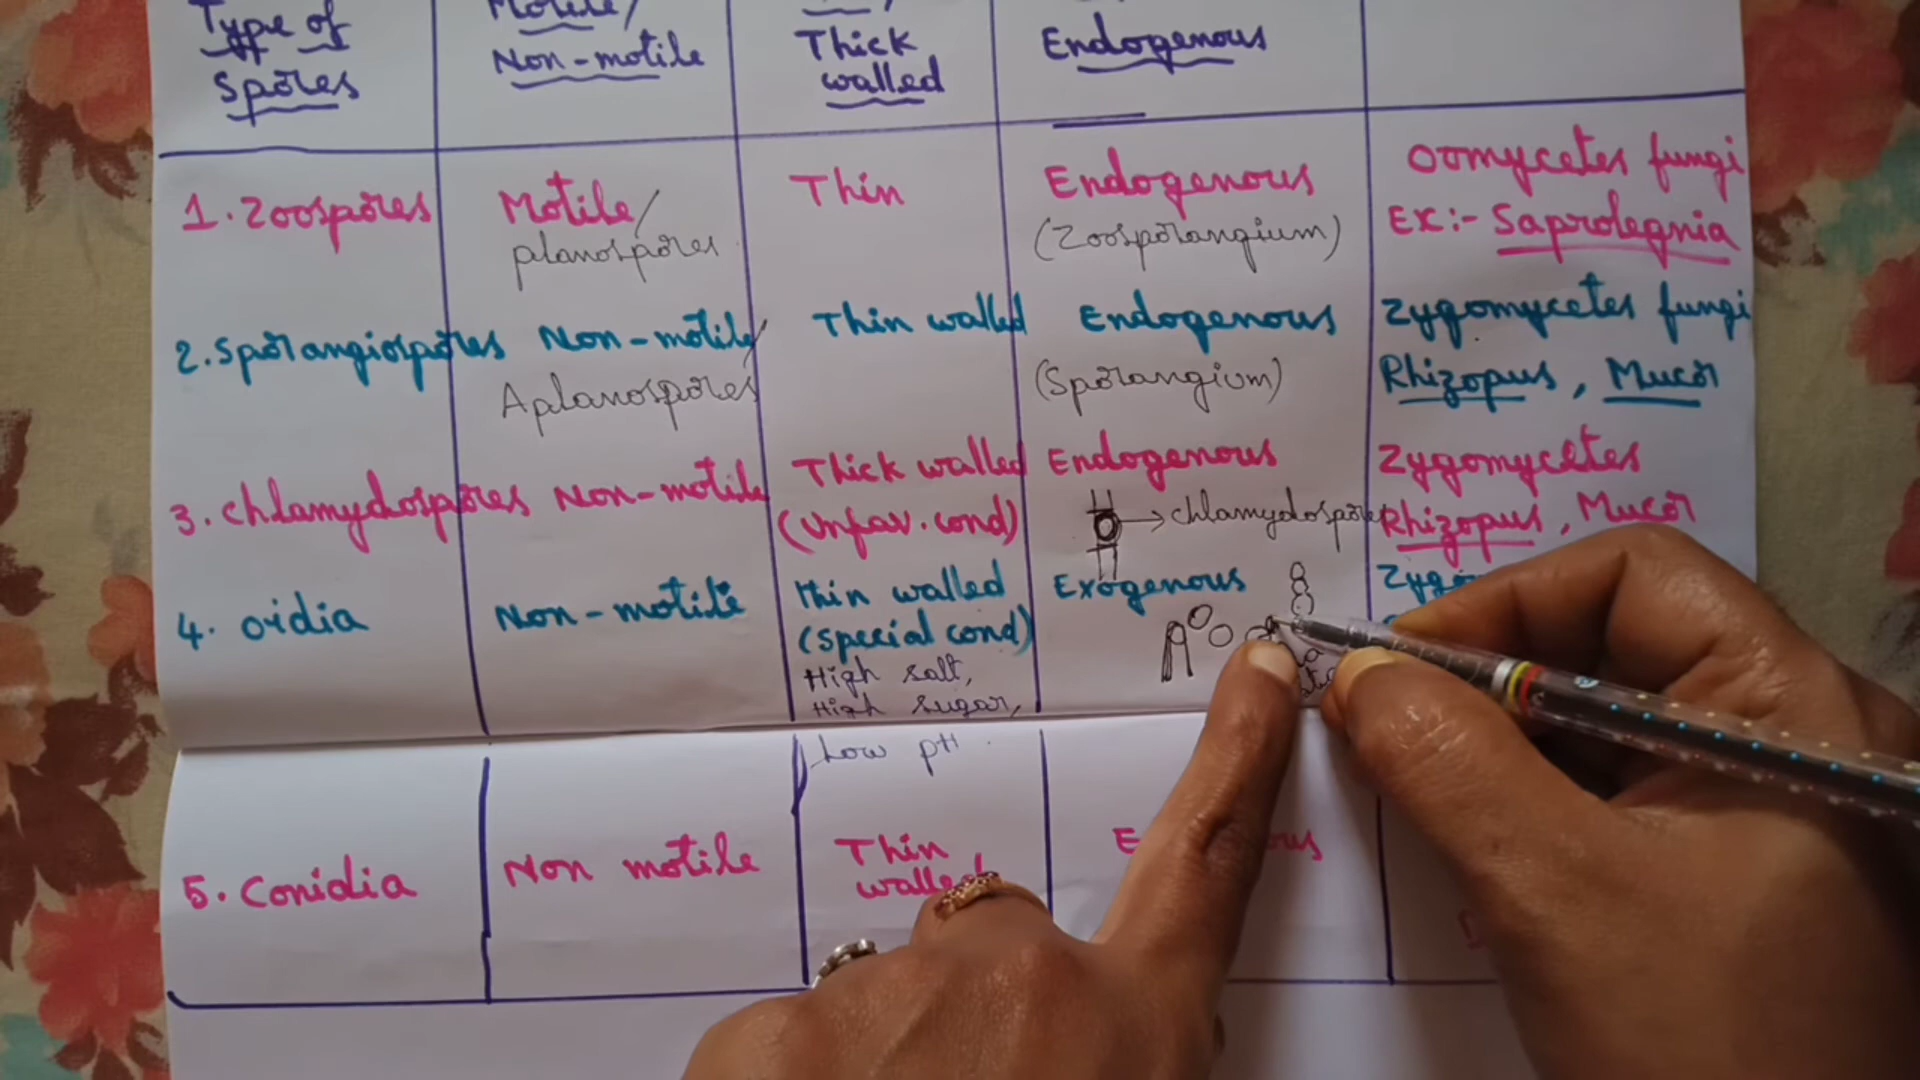 Type of
Spores
Motile/
Non-motile
Thick
walled
Endogenous
1. Zoospores
Motile/
planospores
Thin
Endogenous
(Zoosporangium)
Oomycetes fungi
Ex:- Saprolegnia
2. Sporangiospores
Non-motile/
Aplanospores
Thin walled
Endogenous
(Sporangium)
Zygomycetes fungi
Rhizopus, Mucor
3. Chlamydospores
Non-motile
Thick walled
(Unfav. cond)
Endogenous
chlamydospore
Zygomycetes
Rhizopus, Mucor
4. Oidia
Non-motile
thin walled
(special cond)
High salt,
High sugar,
Low pH.
Exogenous
5. Conidia
Non motile
Thin
walled